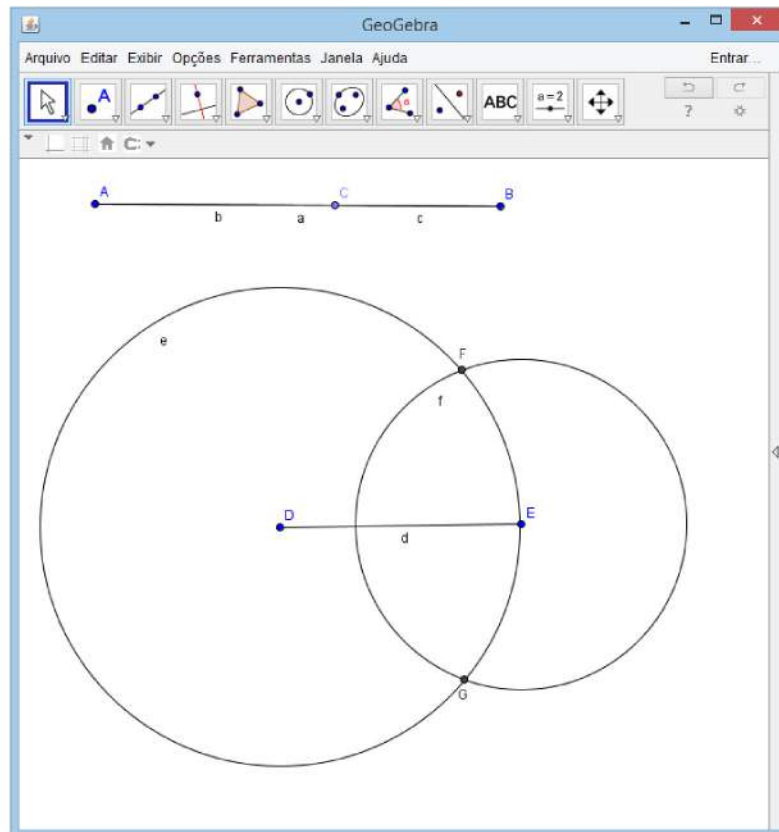 GeoGebra
Arquivo Editar Exibir Opções Ferramentas Janela Ajuda Entrar...
A ABC a=2 ?
A C B
b a c
e
F
f
D E
d
G